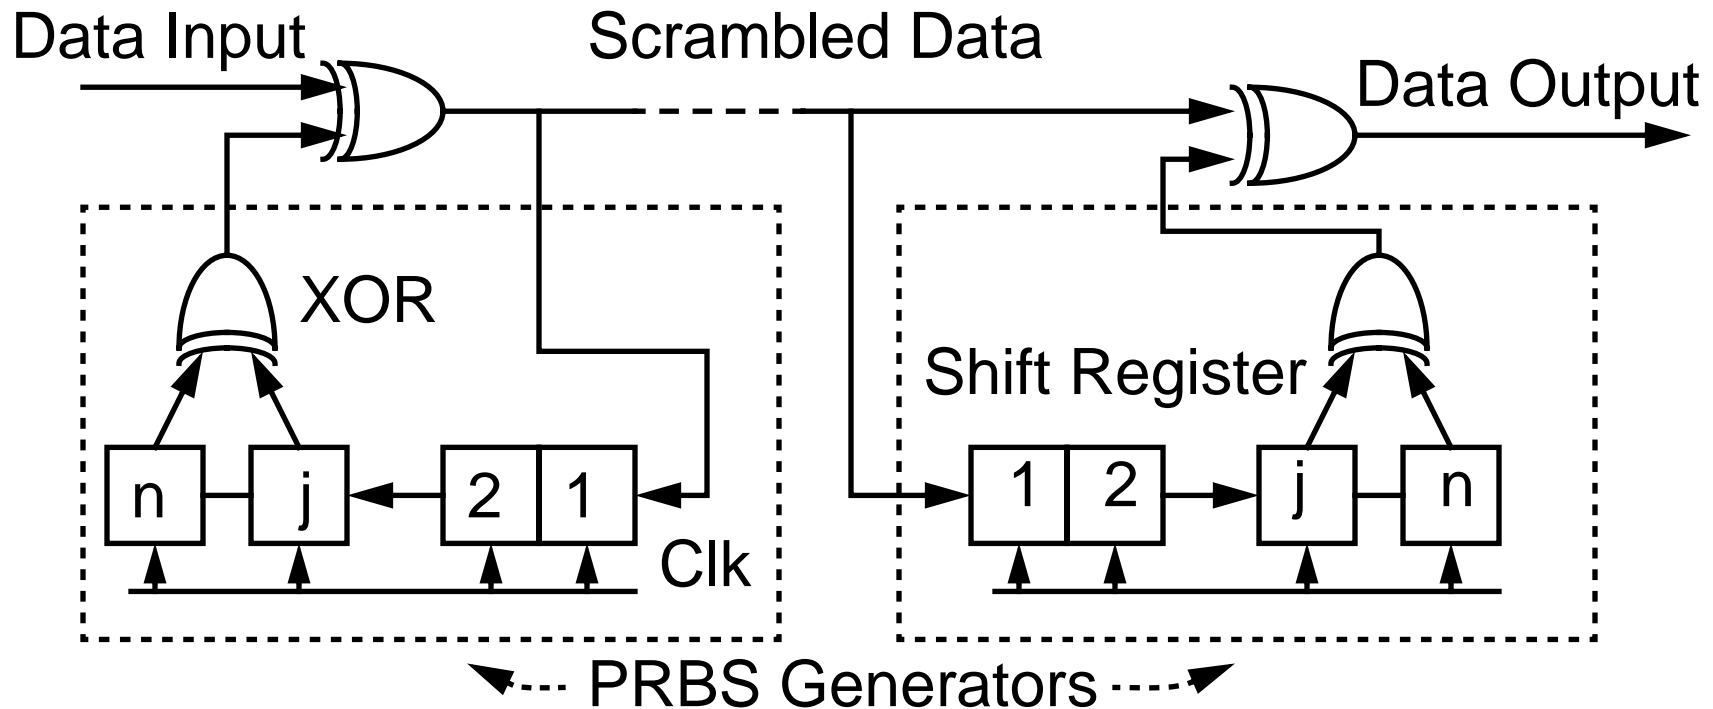 Data Input
Scrambled Data
Data Output
XOR
Shift Register
n j 2 1
1 2 j n
Clk
PRBS Generators